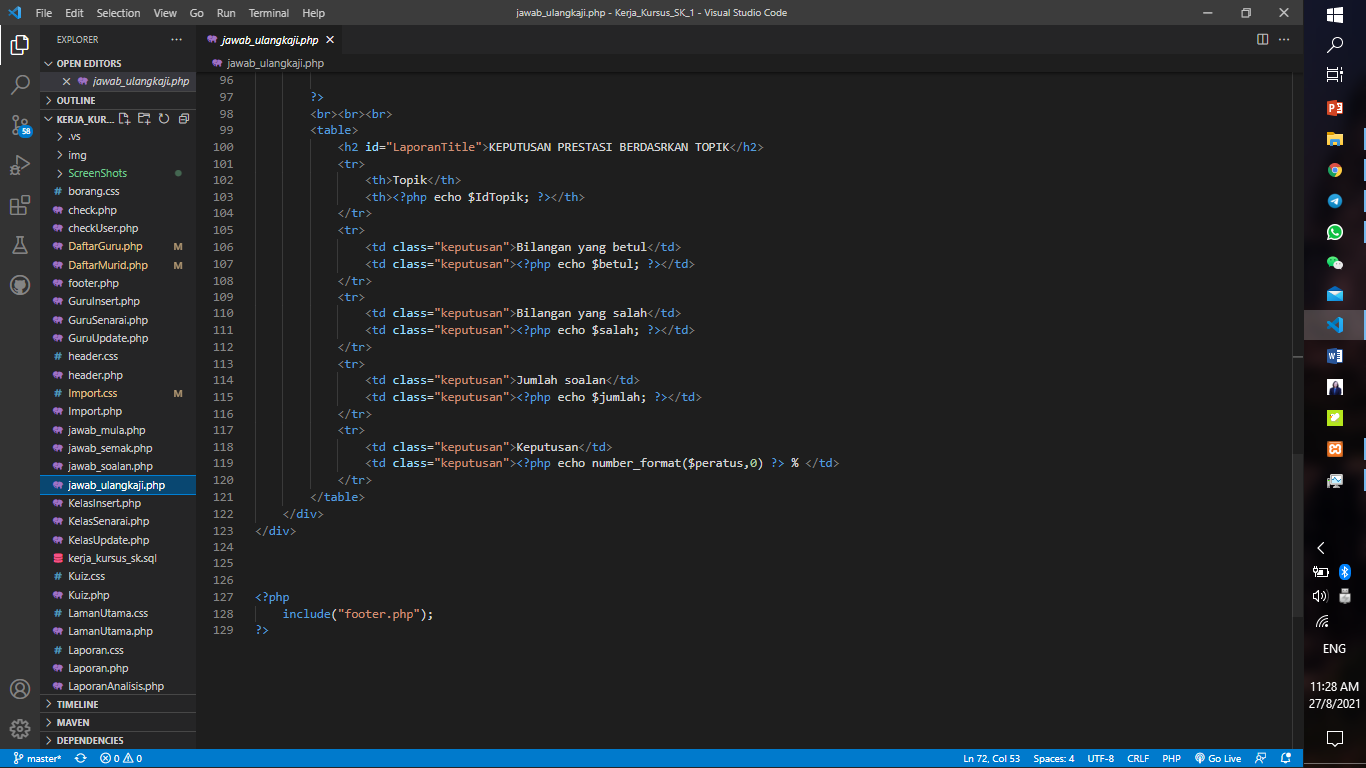 File Edit Selection View Go Run Terminal Help
jawab_ulangkaji.php - Kerja_Kursus_SK_1 - Visual Studio Code
EXPLORER
OPEN EDITORS
jawab_ulangkaji.php
OUTLINE
KERJA_KUR...
.vs
img
ScreenShots
borang.css
check.php
checkUser.php
DaftarGuru.php M
DaftarMurid.php M
footer.php
GuruInsert.php
GuruSenarai.php
GuruUpdate.php
header.css
header.php
Import.css M
Import.php
jawab_mula.php
jawab_semak.php
jawab_soalan.php
jawab_ulangkaji.php
KelasInsert.php
KelasSenarai.php
KelasUpdate.php
kerja_kursus_sk.sql
Kuiz.css
Kuiz.php
LamanUtama.css
LamanUtama.php
Laporan.css
Laporan.php
LaporanAnalisis.php
TIMELINE
MAVEN
DEPENDENCIES
58
jawab_ulangkaji.php
jawab_ulangkaji.php
96
97 ?>
98 <br><br><br>
99 <table>
100 <h2 id="LaporanTitle">KEPUTUSAN PRESTASI BERDASRKAN TOPIK</h2>
101 <tr>
102 <th>Topik</th>
103 <th><?php echo $IdTopik; ?></th>
104 </tr>
105 <tr>
106 <td class="keputusan">Bilangan yang betul</td>
107 <td class="keputusan"><?php echo $betul; ?></td>
108 </tr>
109 <tr>
110 <td class="keputusan">Bilangan yang salah</td>
111 <td class="keputusan"><?php echo $salah; ?></td>
112 </tr>
113 <tr>
114 <td class="keputusan">Jumlah soalan</td>
115 <td class="keputusan"><?php echo $jumlah; ?></td>
116 </tr>
117 <tr>
118 <td class="keputusan">Keputusan</td>
119 <td class="keputusan"><?php echo number_format($peratus,0) ?> % </td>
120 </tr>
121 </table>
122 </div>
123 </div>
124
125
126
127 <?php
128 include("footer.php");
129 ?>
master* 0 0
Ln 72, Col 53 Spaces: 4 UTF-8 CRLF PHP Go Live
ENG
11:28 AM
27/8/2021